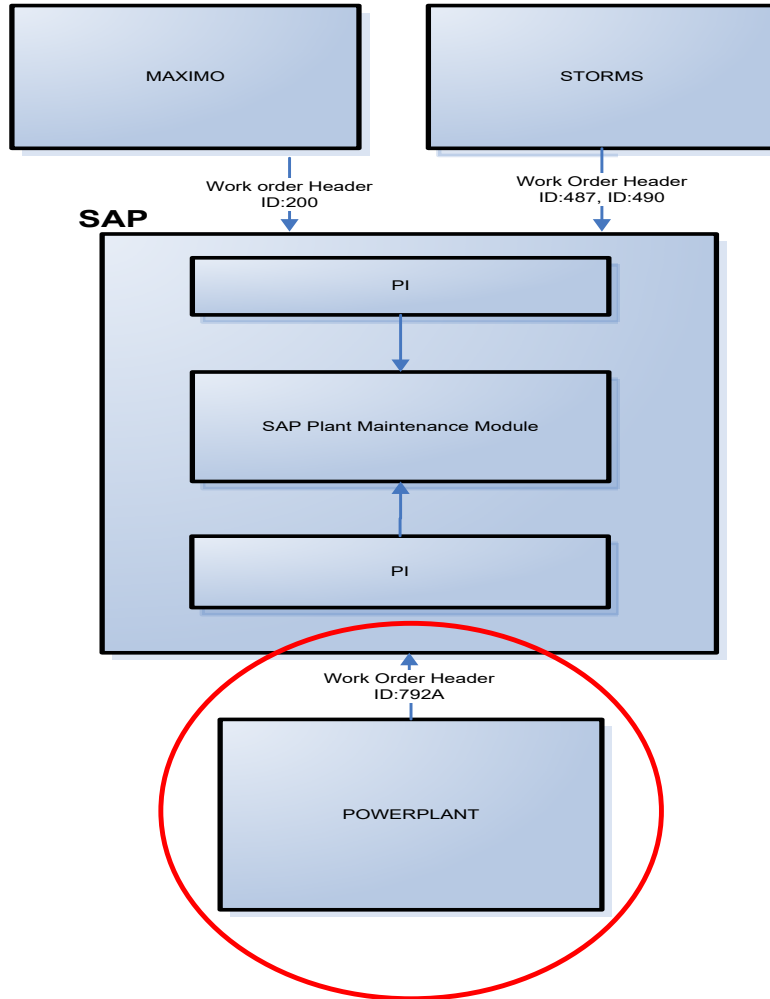 MAXIMO
STORMS
Work order Header
ID:200
Work Order Header
ID:487, ID:490
SAP
PI
SAP Plant Maintenance Module
PI
Work Order Header
ID:792A
POWERPLANT